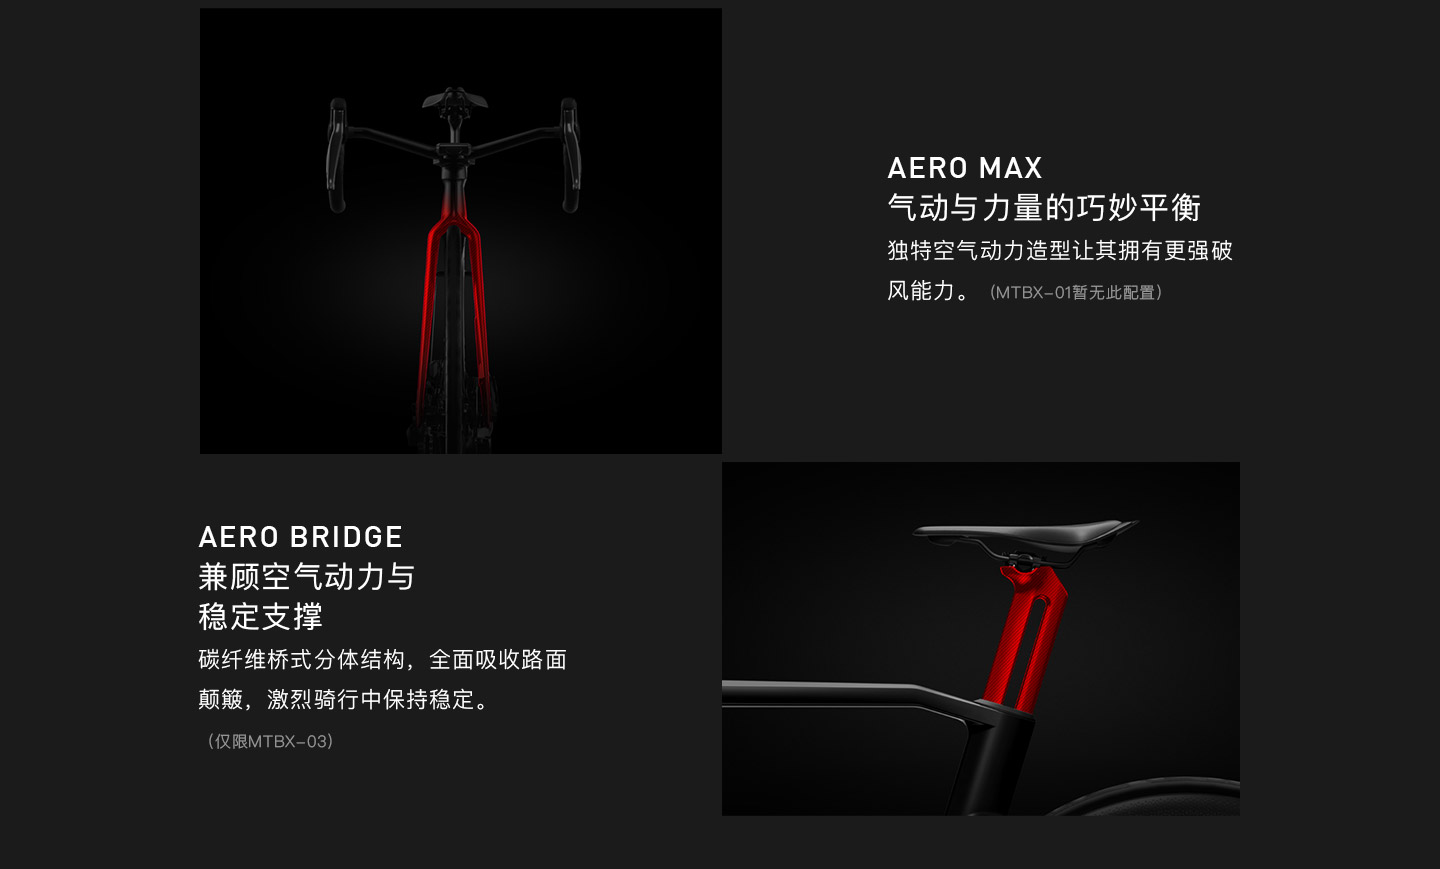 AERO MAX
气动与力量的巧妙平衡
独特空气动力造型让其拥有更强破
风能力。（MTBX-01暂无此配置）
AERO BRIDGE
兼顾空气动力与
稳定支撑
碳纤维桥式分体结构，全面吸收路面
颠簸，激烈骑行中保持稳定。
（仅限MTBX-03）